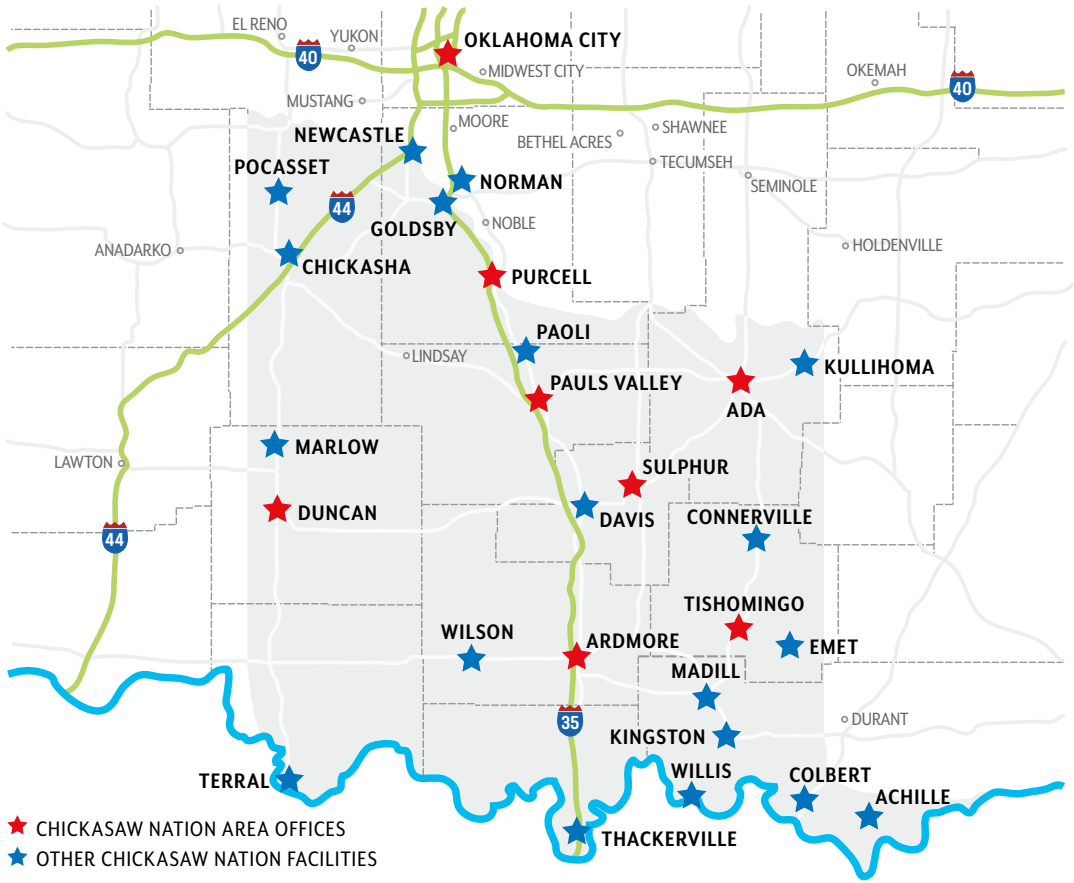 EL RENO
YUKON
OKLAHOMA CITY
40
MIDWEST CITY
OKEMAH
40
MUSTANG
MOORE
NEWCASTLE
BETHEL ACRES
SHAWNEE
POCASSET
TECUMSEH
NORMAN
SEMINOLE
44
GOLDSBY
NOBLE
ANADARKO
HOLDENVILLE
CHICKASHA
PURCELL
PAOLI
LINDSAY
KULLIHOMA
PAULS VALLEY
ADA
MARLOW
LAWTON
SULPHUR
DUNCAN
DAVIS
CONNERVILLE
44
TISHOMINGO
WILSON
ARDMORE
EMET
MADILL
35
DURANT
KINGSTON
WILLIS
TERRAL
COLBERT
ACHILLE
THACKERVILLE
CHICKASAW NATION AREA OFFICES
OTHER CHICKASAW NATION FACILITIES